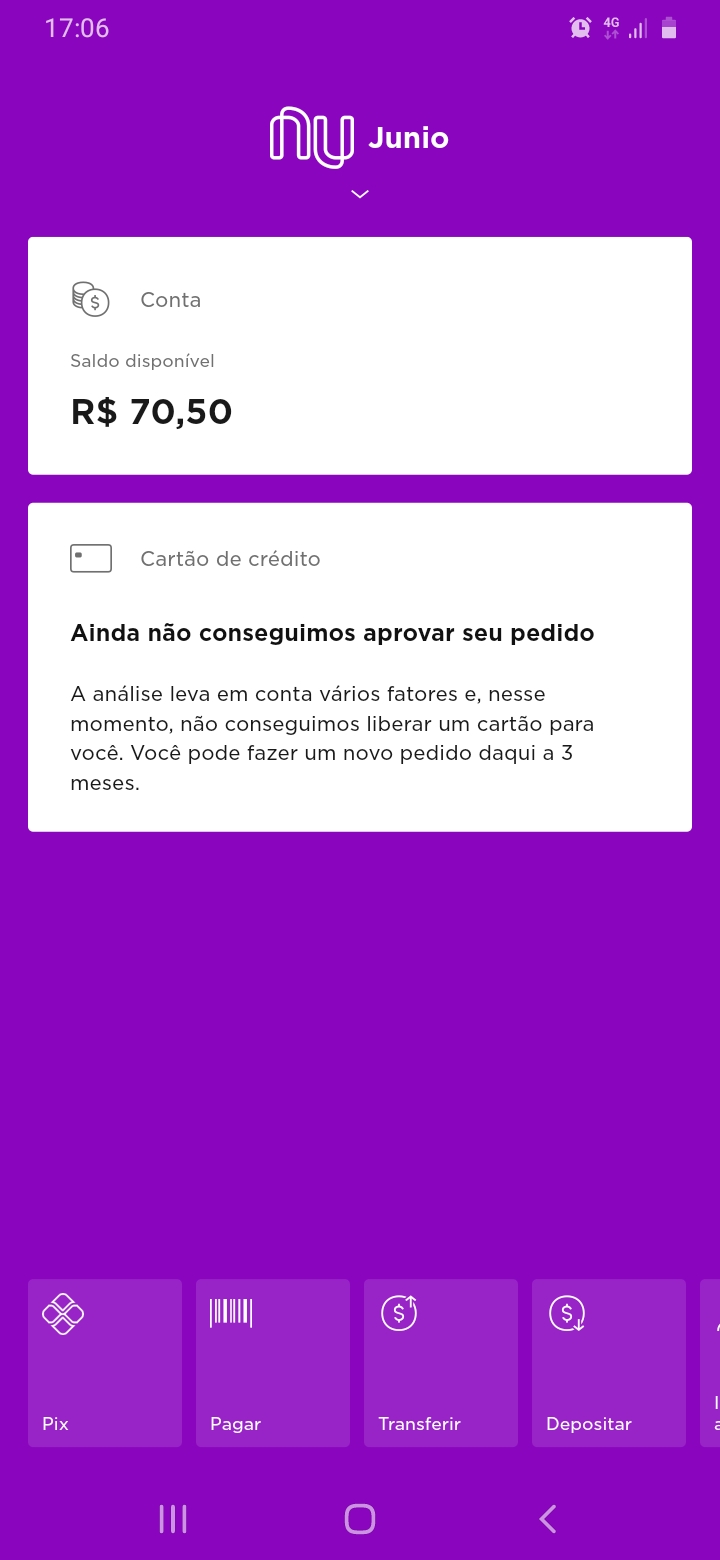 17:06
4G
nu Junio
Conta
Saldo disponível
R$ 70,50
Cartão de crédito
Ainda não conseguimos aprovar seu pedido
A análise leva em conta vários fatores e, nesse
momento, não conseguimos liberar um cartão para
você. Você pode fazer um novo pedido daqui a 3
meses.
Pix
Pagar
Transferir
Depositar